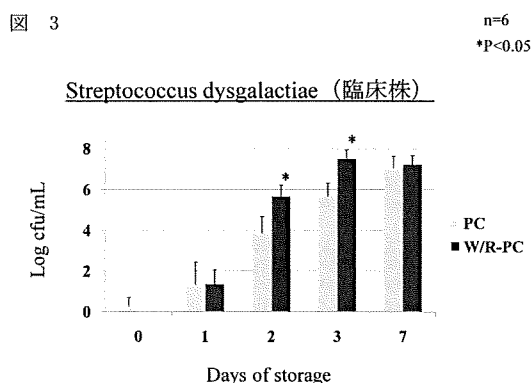 図 3
n=6
*P<0.05
Streptococcus dysgalactiae（臨床株）
Log cfu/mL
8
6
4
2
0
*
*
0 1 2 3 7
Days of storage
PC
W/R-PC